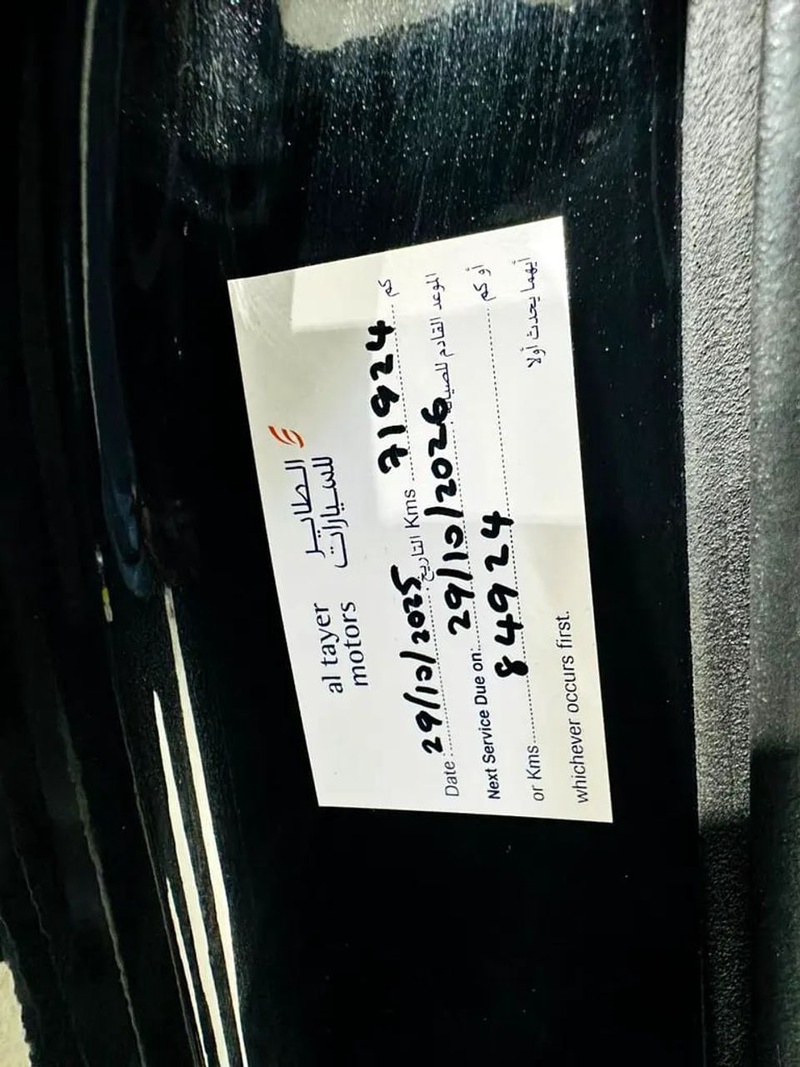 al tayer
motors
الطاير
للسيارات
Date : 29/10/2025 التاريخ Kms 71924 كم
Next Service Due on: 29/10/2026 الموعد القادم للصيانة
or Kms 84924 أو كم
whichever occurs first. أيهما يحدث أولا